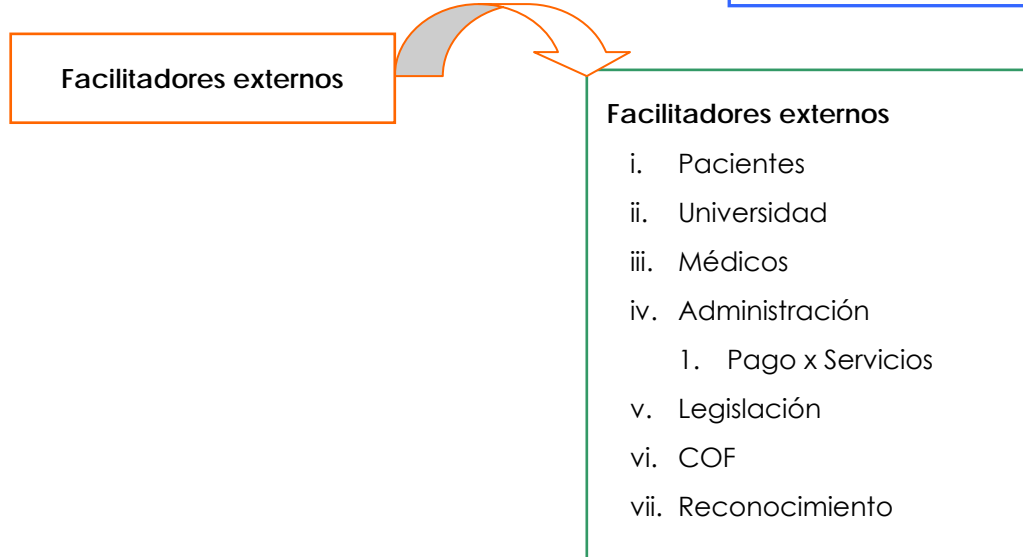 Facilitadores externos
Facilitadores externos
i. Pacientes
ii. Universidad
iii. Médicos
iv. Administración
1. Pago x Servicios
v. Legislación
vi. COF
vii. Reconocimiento